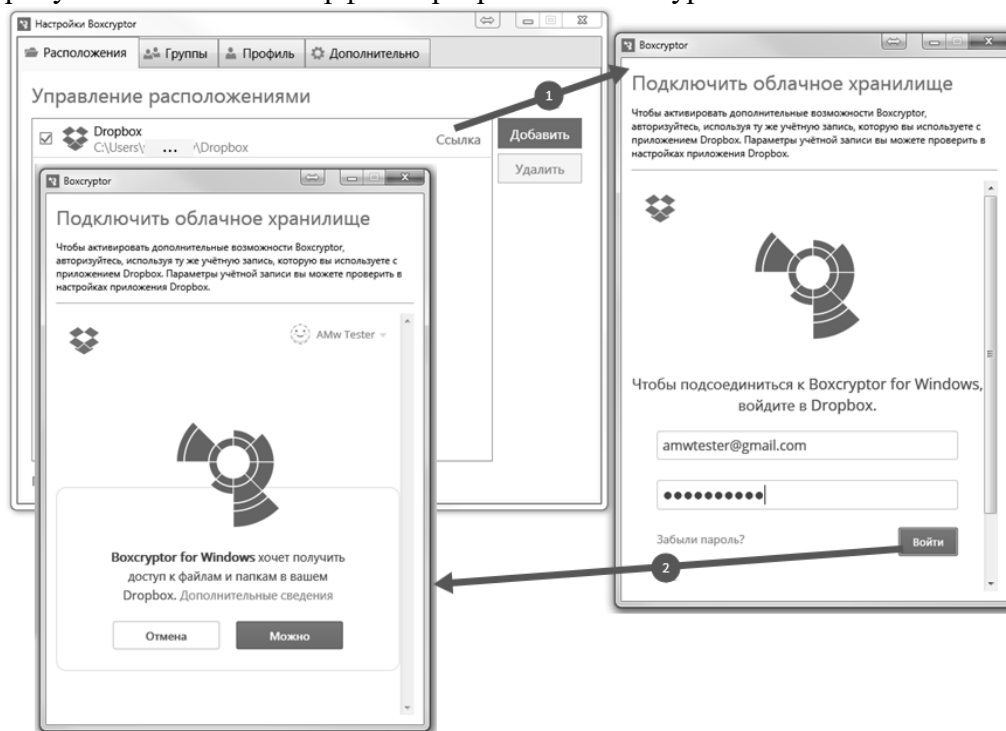 Настройки Boxcryptor
Расположения Группы Профиль Дополнительно
Управление расположениями
Dropbox
C:\Users\ ... \Dropbox
Ссылка
Добавить
Удалить
1
Boxcryptor
Подключить облачное хранилище
Чтобы активировать дополнительные возможности Boxcryptor,
авторизуйтесь, используя ту же учётную запись, которую вы используете с
приложением Dropbox. Параметры учётной записи вы можете проверить в
настройках приложения Dropbox.
Чтобы подсоединиться к Boxcryptor for Windows,
войдите в Dropbox.
amwtester@gmail.com
Забыли пароль?
Войти
2
Boxcryptor
Подключить облачное хранилище
Чтобы активировать дополнительные возможности Boxcryptor,
авторизуйтесь, используя ту же учётную запись, которую вы используете с
приложением Dropbox. Параметры учётной записи вы можете проверить в
настройках приложения Dropbox.
AMw Tester
Boxcryptor for Windows хочет получить
доступ к файлам и папкам в вашем
Dropbox. Дополнительные сведения
Отмена
Можно